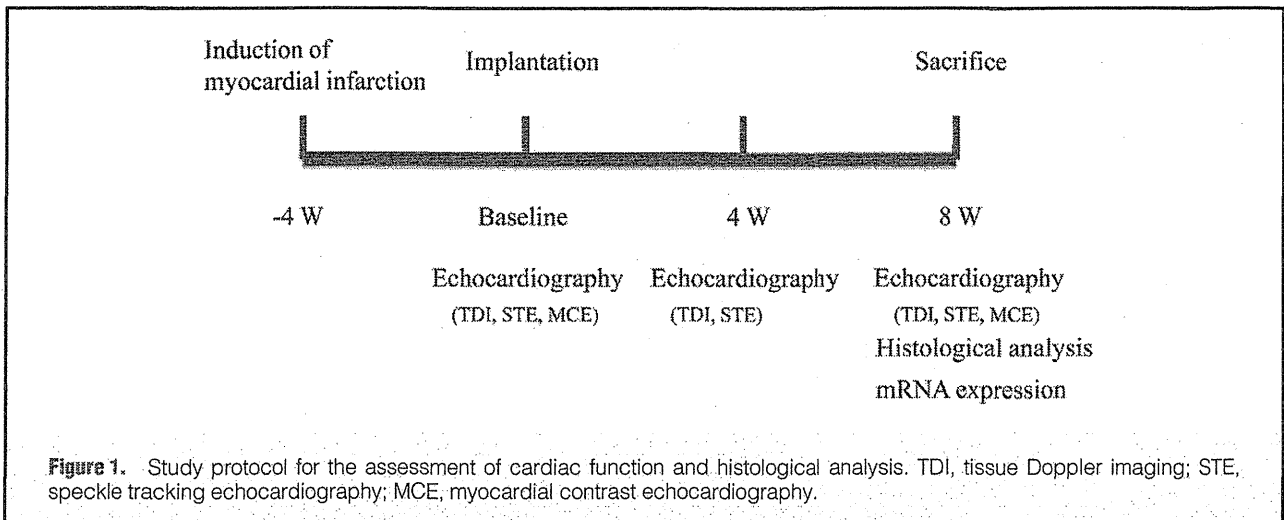 Induction of
myocardial infarction
Implantation
Sacrifice
-4 W
Baseline
4 W
8 W
Echocardiography
(TDI, STE, MCE)
Echocardiography
(TDI, STE)
Echocardiography
(TDI, STE, MCE)
Histological analysis
mRNA expression
Figure 1. Study protocol for the assessment of cardiac function and histological analysis. TDI, tissue Doppler imaging; STE,
speckle tracking echocardiography; MCE, myocardial contrast echocardiography.